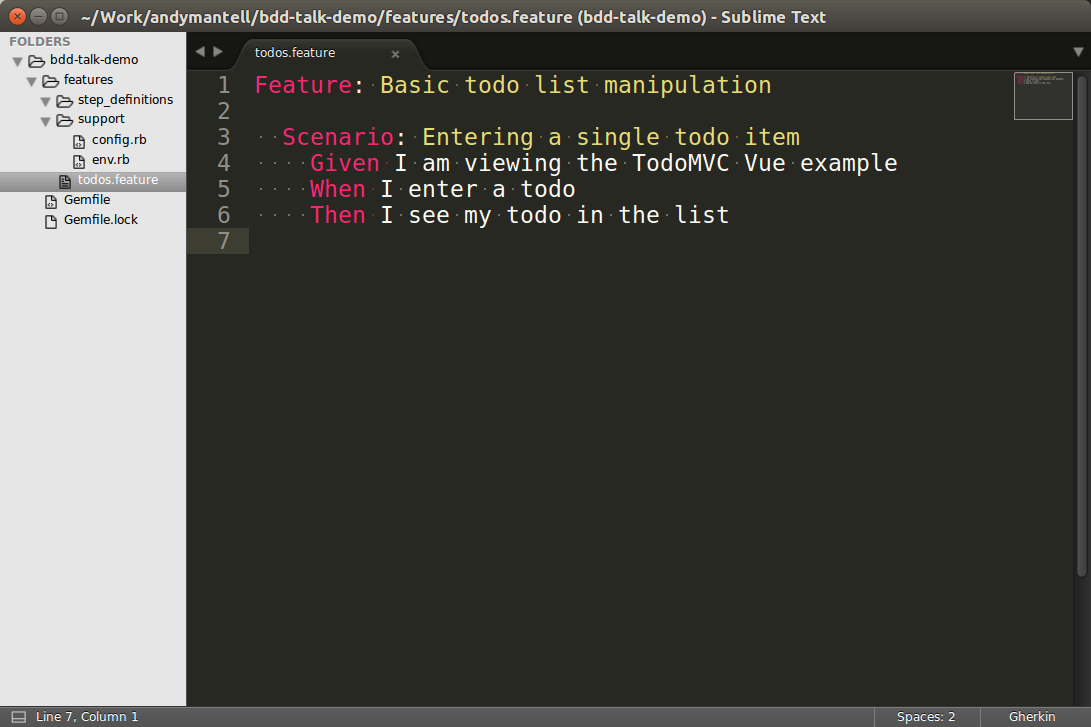 ~/Work/andymantell/bdd-talk-demo/features/todos.feature (bdd-talk-demo) - Sublime Text
FOLDERS
bdd-talk-demo
features
step_definitions
support
config.rb
env.rb
todos.feature
Gemfile
Gemfile.lock
todos.feature
1 Feature: Basic todo list manipulation
2
3 Scenario: Entering a single todo item
4 Given I am viewing the TodoMVC Vue example
5 When I enter a todo
6 Then I see my todo in the list
7
Line 7, Column 1
Spaces: 2
Gherkin